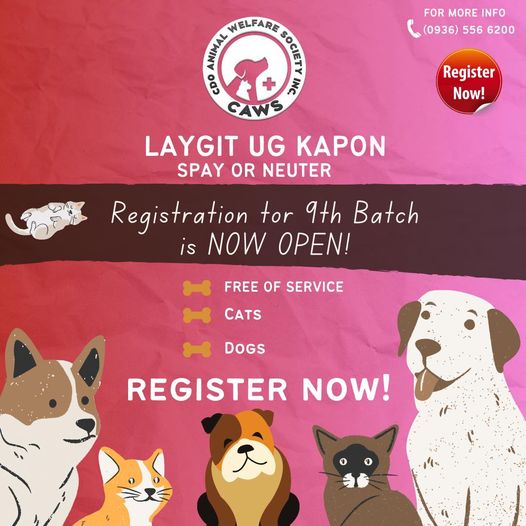 FOR MORE INFO
(0936) 556 6200
CDO ANIMAL WELFARE SOCIETY INC.
CAWS
Register
Now!
LAYGIT UG KAPON
SPAY OR NEUTER
Registration for 9th Batch
is NOW OPEN!
FREE OF SERVICE
CATS
DOGS
REGISTER NOW!